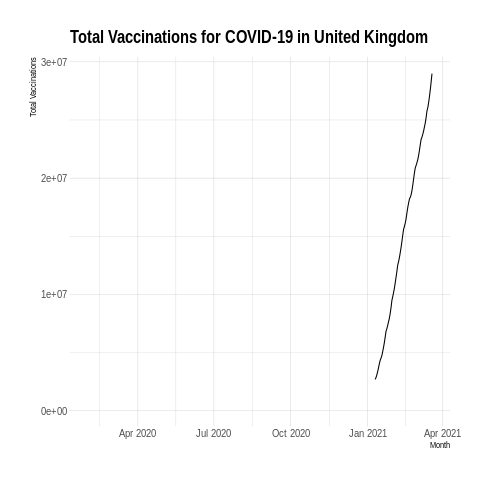 Total Vaccinations for COVID-19 in United Kingdom
Total Vaccinations
3e+07
2e+07
1e+07
0e+00
Apr 2020 Jul 2020 Oct 2020 Jan 2021 Apr 2021
Month